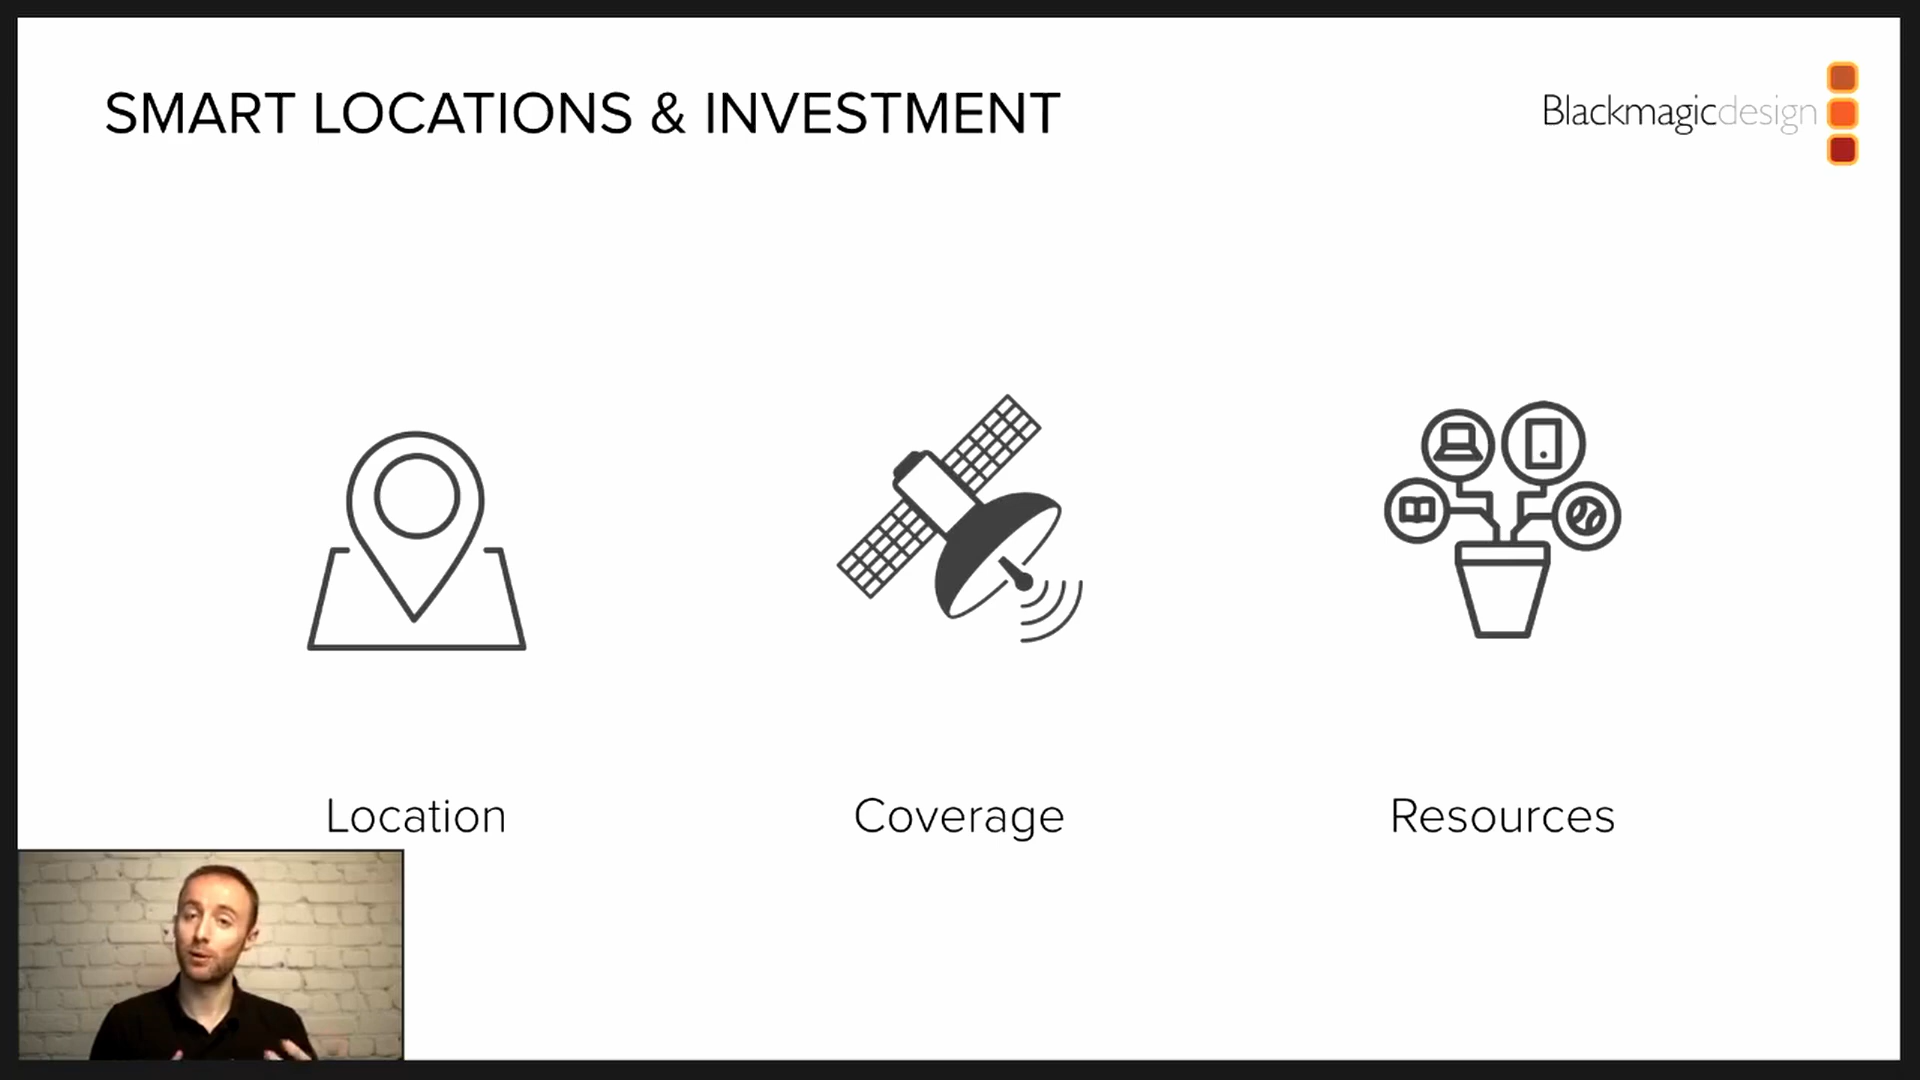 SMART LOCATIONS & INVESTMENT
Blackmagicdesign
Location
Coverage
Resources